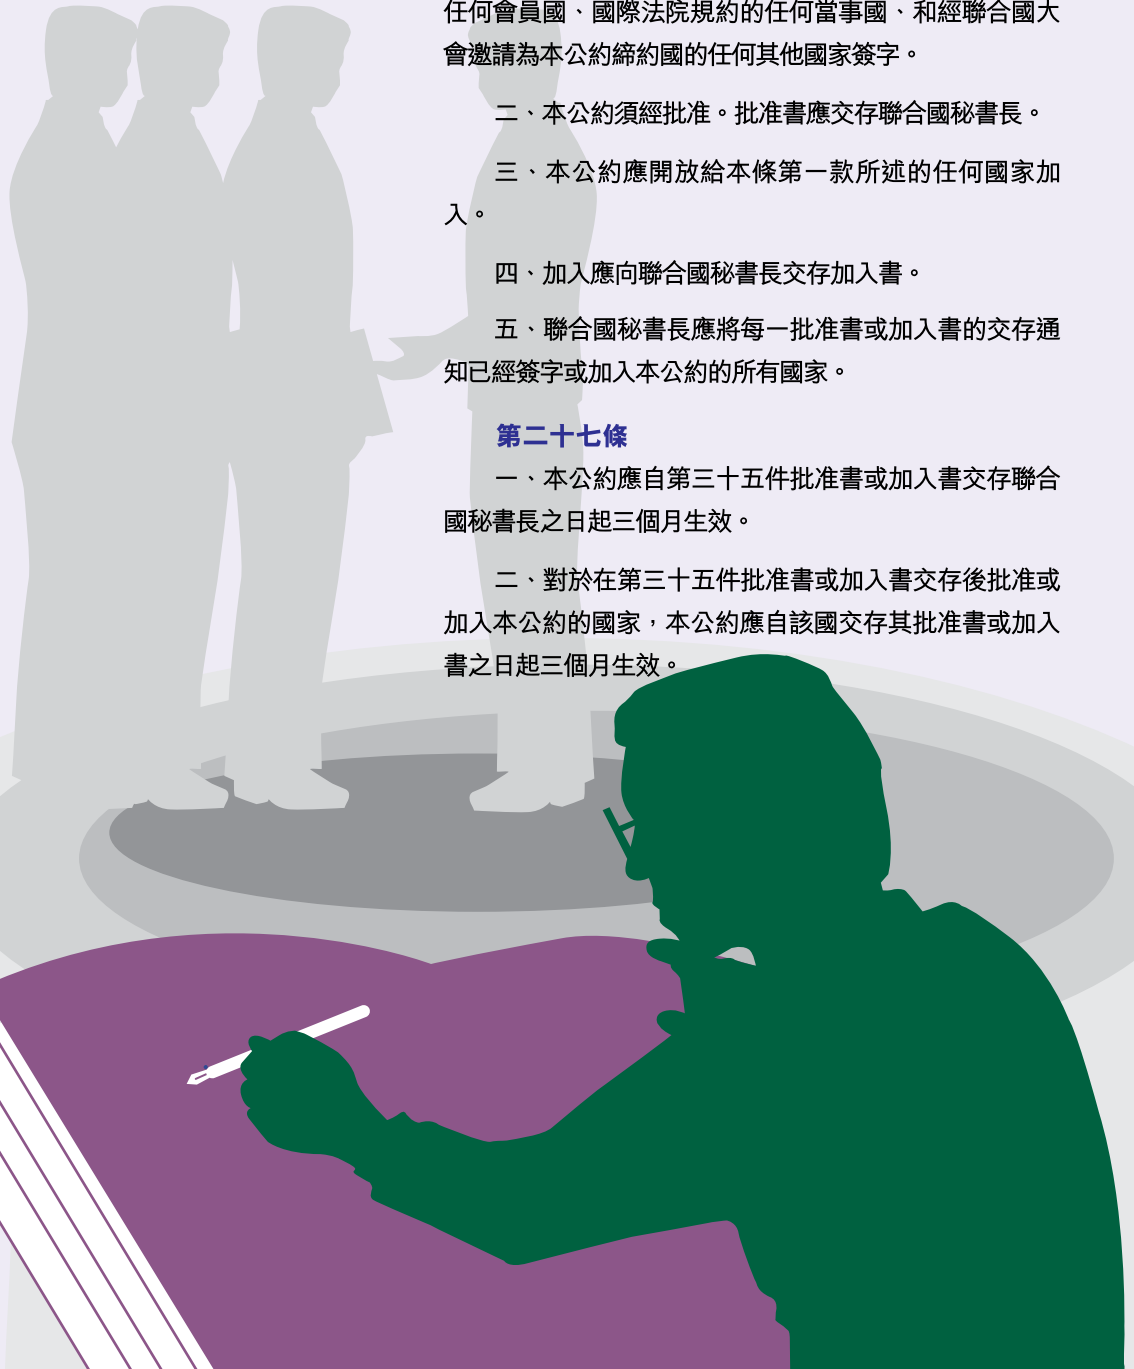 任何會員國、國際法院規約的任何當事國、和經聯合國大
會邀請為本公約締約國的任何其他國家簽字。
二、本公約須經批准。批准書應交存聯合國秘書長。
三、本公約應開放給本條第一款所述的任何國家加
入。
四、加入應向聯合國秘書長交存加入書。
五、聯合國秘書長應將每一批准書或加入書的交存通
知已經簽字或加入本公約的所有國家。
第二十七條
一、本公約應自第三十五件批准書或加入書交存聯合
國秘書長之日起三個月生效。
二、對於在第三十五件批准書或加入書交存後批准或
加入本公約的國家，本公約應自該國交存其批准書或加入
書之日起三個月生效。